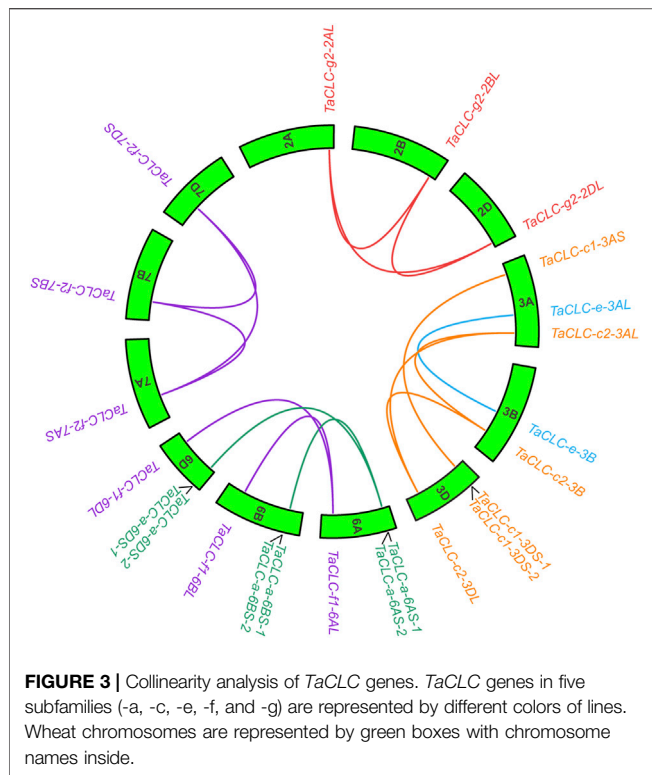 TaCLC-g2-2AL
TaCLC-g2-2BL
TaCLC-g2-2DL
TaCLC-c1-3AS
TaCLC-e-3AL
TaCLC-c2-3AL
TaCLC-e-3B
TaCLC-c2-3B
TaCLC-c1-3DS-1
TaCLC-c1-3DS-2
TaCLC-c2-3DL
TaCLC-a-6AS-1
TaCLC-a-6AS-2
TaCLC-f1-6AL
TaCLC-a-6BS-1
TaCLC-a-6BS-2
TaCLC-f1-6BL
TaCLC-a-6DS-2
TaCLC-a-6DS-1
TaCLC-f1-6DL
TaCLC-f2-7AS
TaCLC-f2-7BS
TaCLC-f2-7DS
2A
2B
2D
3A
3B
3D
6A
6B
6D
7A
7B
7D
FIGURE 3 | Collinearity analysis of TaCLC genes. TaCLC genes in five
subfamilies (-a, -c, -e, -f, and -g) are represented by different colors of lines.
Wheat chromosomes are represented by green boxes with chromosome
names inside.